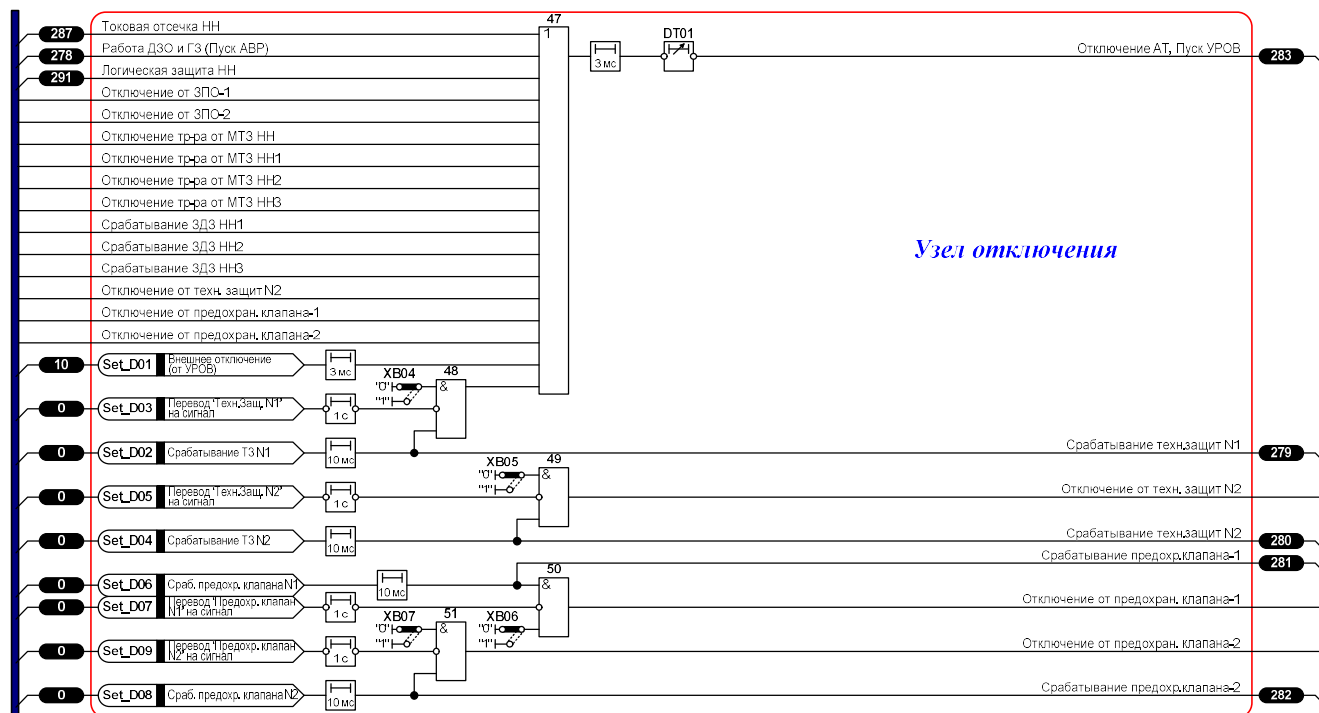 47
287 Токовая отсечка НН
1
DT01
278 Работа ДЗО и ГЗ (Пуск АВР)
3 мс
Отключение АТ, Пуск УРОВ 283
291 Логическая защита НН
Отключение от ЗПО-1
Отключение от ЗПО-2
Отключение тр-ра от МТЗ НН
Отключение тр-ра от МТЗ НН1
Отключение тр-ра от МТЗ НН2
Отключение тр-ра от МТЗ НН3
Срабатывание ЗДЗ НН1
Срабатывание ЗДЗ НН2
Срабатывание ЗДЗ НН3
Узел отключения
Отключение от техн. защит N2
Отключение от предохран. клапана-1
Отключение от предохран. клапана-2
10 Set_D01 Внешнее отключение
(от УРОВ)
3 мс
XB04
48
"0"
"1"
&
0 Set_D03 Перевод 'Техн.Защ. N1'
на сигнал
1 с
0 Set_D02 Срабатывание ТЗ N1
10 мс
Срабатывание техн.защит N1 279
XB05
49
"0"
"1"
&
0 Set_D05 Перевод 'Техн.Защ. N2'
на сигнал
1 с
Отключение от техн. защит N2
0 Set_D04 Срабатывание ТЗ N2
10 мс
Срабатывание техн.защит N2 280
Срабатывание предохр.клапана-1 281
50
0 Set_D06 Сраб. предохр. клапана N1
10 мс
&
0 Set_D07 Перевод 'Предохр. клапан
N1' на сигнал
1 с
Отключение от предохран. клапана-1
XB07
51
XB06
"0"
"1"
&
"0"
"1"
0 Set_D09 Перевод 'Предохр. клапан
N2' на сигнал
1 с
Отключение от предохран. клапана-2
0 Set_D08 Сраб. предохр. клапана N2
10 мс
Срабатывание предохр.клапана-2 282